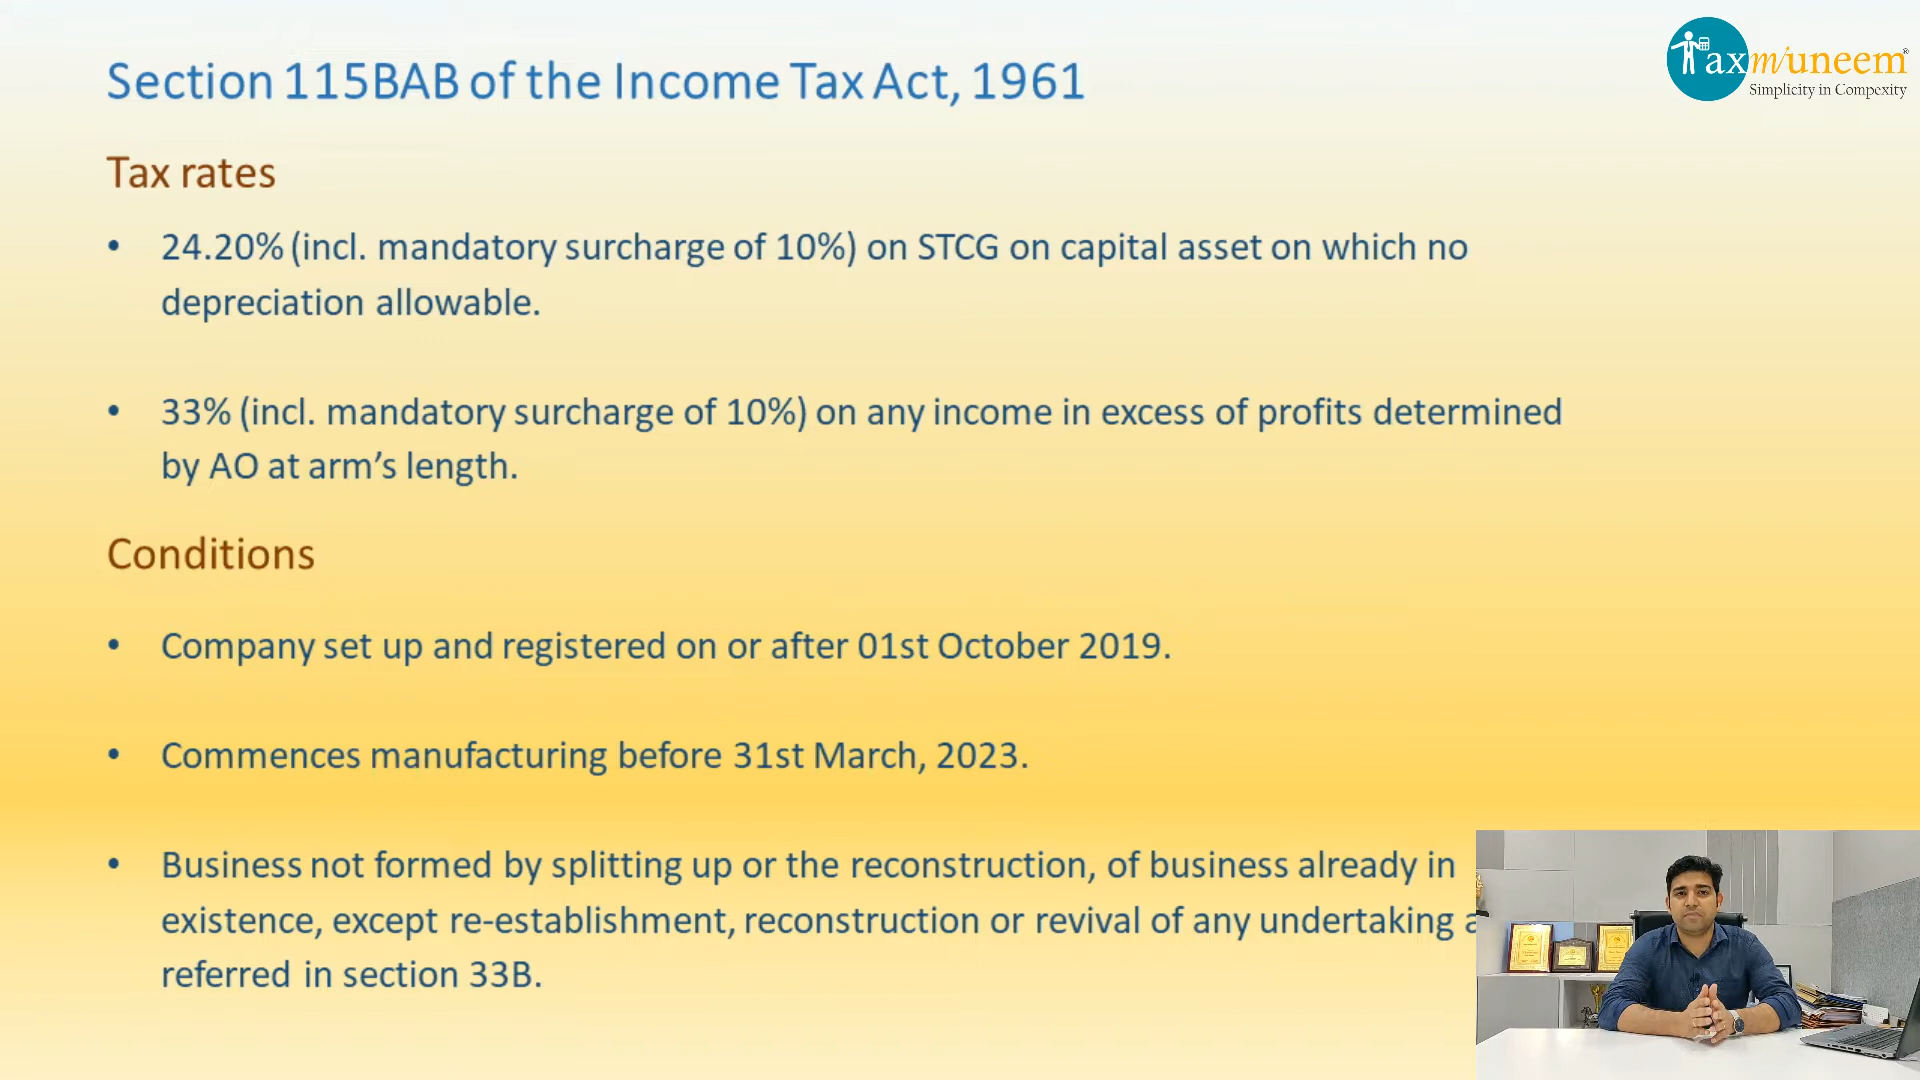 Section 115BAB of the Income Tax Act, 1961
Taxmuneem®
Simplicity in Compexity
Tax rates
• 24.20% (incl. mandatory surcharge of 10%) on STCG on capital asset on which no
depreciation allowable.
• 33% (incl. mandatory surcharge of 10%) on any income in excess of profits determined
by AO at arm’s length.
Conditions
• Company set up and registered on or after 01st October 2019.
• Commences manufacturing before 31st March, 2023.
• Business not formed by splitting up or the reconstruction, of business already in
existence, except re-establishment, reconstruction or revival of any undertaking
referred in section 33B.